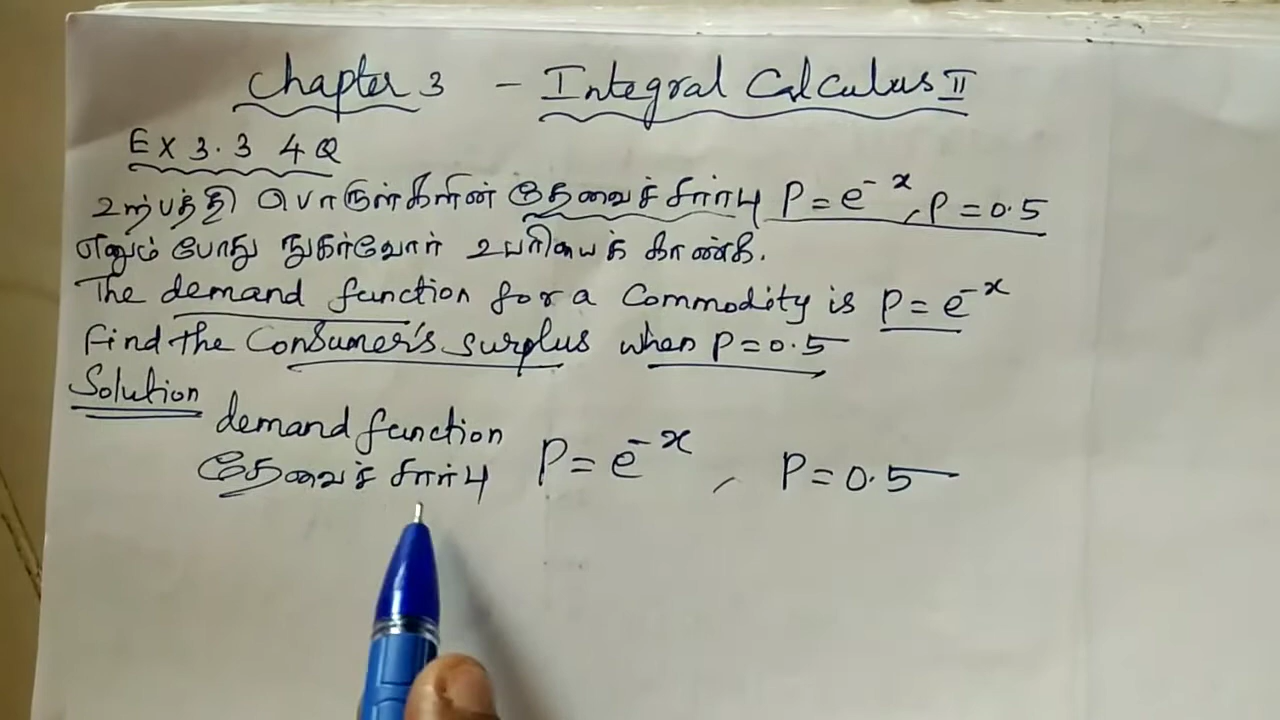 Chapter 3 - Integral Calculus II
Ex 3.3 4Q
உற்பத்தி பொருள்களின் தேவைச் சார்பு P = e^-x, P = 0.5
எனும் போது நுகர்வோர் உபரியைக் காண்க.
The demand function for a Commodity is P = e^-x
Find the Consumer's surplus when P = 0.5
Solution
demand function
தேவைச் சார்பு P = e^-x, P = 0.5